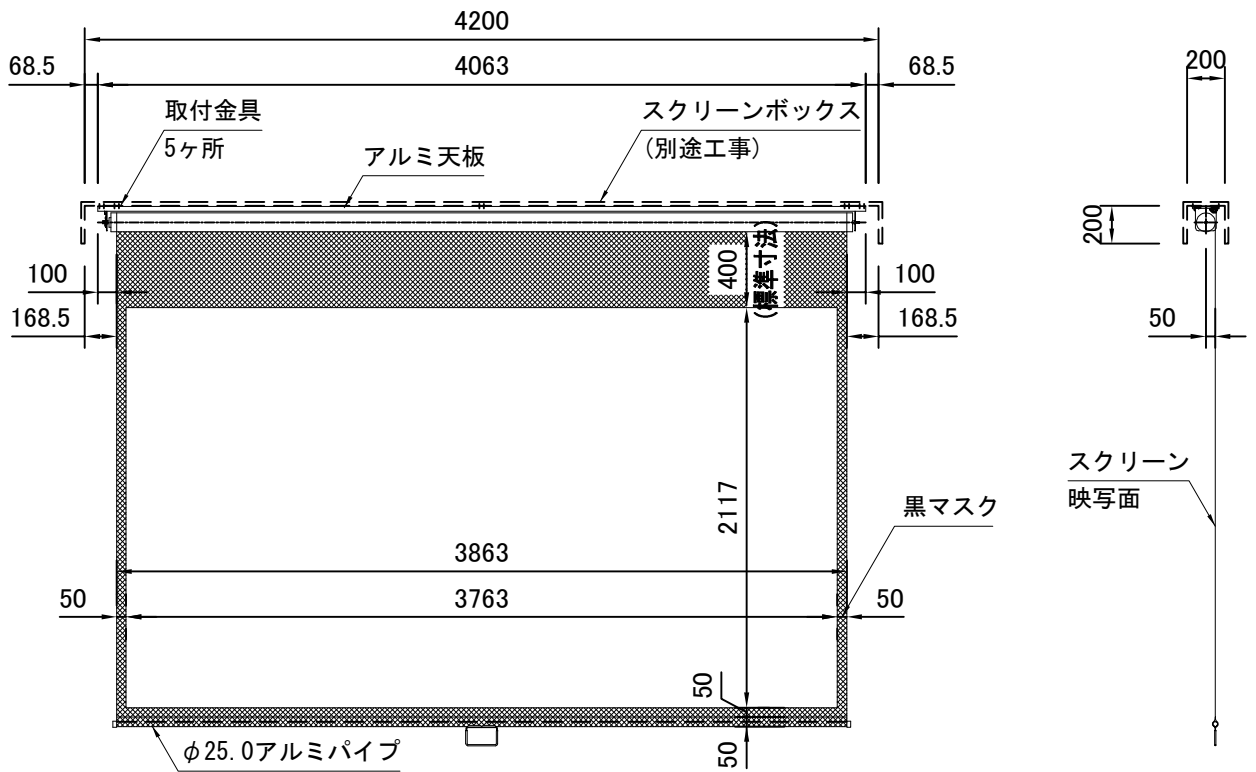 4200
200
68.5
4063
68.5
取付金具
5ヶ所
アルミ天板
スクリーンボックス
(別途工事)
200
400
(標準寸法)
100
100
168.5
168.5
50
2117
スクリーン
映写面
黒マスク
3863
50
3763
50
50
50
φ25.0アルミパイプ